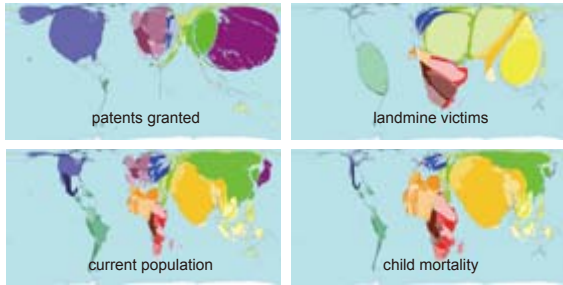 patents granted
landmine victims
current population
child mortality